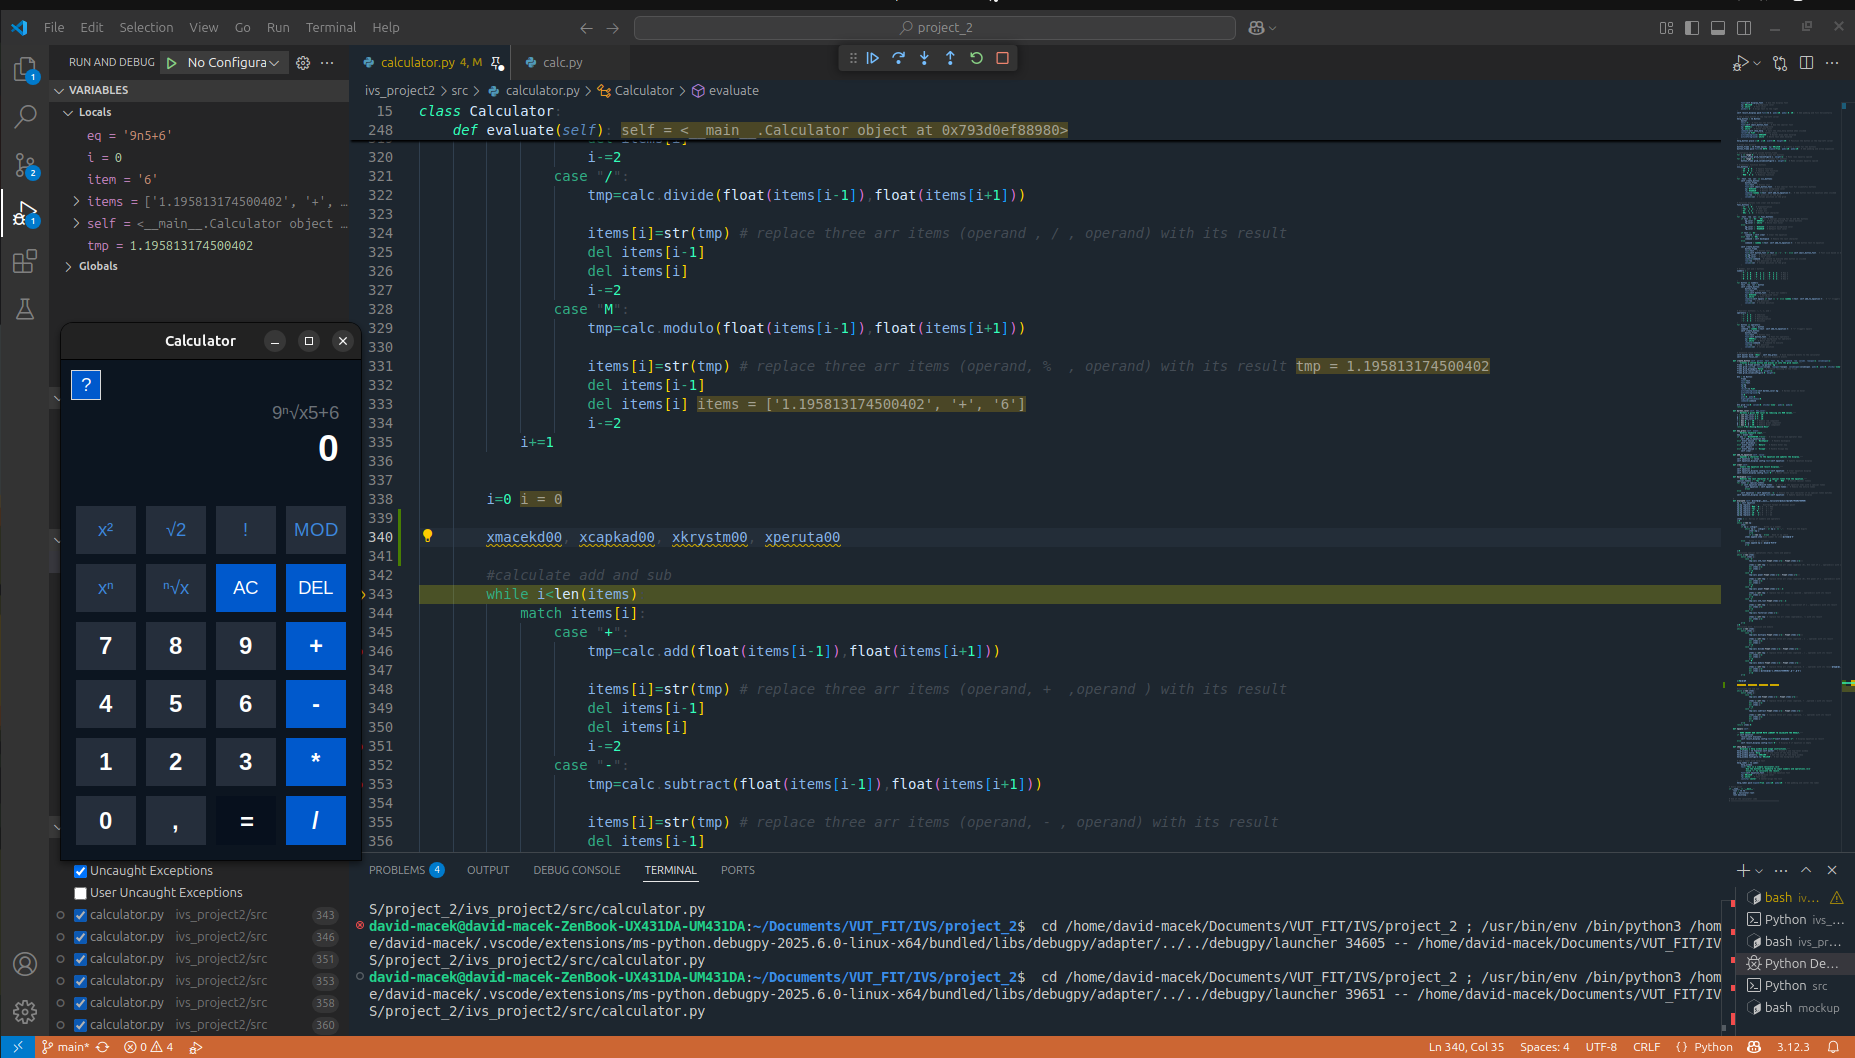 File Edit Selection View Go Run Terminal Help
project_2
RUN AND DEBUG No Configura
calculator.py 4, M
calc.py
VARIABLES
Locals
eq = '9n5+6'
i = 0
item = '6'
items = ['1.195813174500402', '+', …
self = <__main__.Calculator object …
tmp = 1.195813174500402
Globals
ivs_project2 > src > calculator.py > Calculator > evaluate
15 class Calculator:
248 def evaluate(self): self = <__main__.Calculator object at 0x793d0ef88980>
320 i-=2
321 case "/":
322 tmp=calc.divide(float(items[i-1]),float(items[i+1]))
323
324 items[i]=str(tmp) # replace three arr items (operand , / , operand) with its result
325 del items[i-1]
326 del items[i]
327 i-=2
328 case "M":
329 tmp=calc.modulo(float(items[i-1]),float(items[i+1]))
330
331 items[i]=str(tmp) # replace three arr items (operand, %  , operand) with its result tmp = 1.195813174500402
332 del items[i-1]
333 del items[i] items = ['1.195813174500402', '+', '6']
334 i-=2
335 i+=1
336
337
338 i=0 i = 0
339
340 xmacekd00, xcapkad00, xkrystm00, xperuta00
341
342 #calculate add and sub
343 while i<len(items)
344 match items[i]:
345 case "+":
346 tmp=calc.add(float(items[i-1]),float(items[i+1]))
347
348 items[i]=str(tmp) # replace three arr items (operand, +  ,operand ) with its result
349 del items[i-1]
350 del items[i]
351 i-=2
352 case "-":
353 tmp=calc.subtract(float(items[i-1]),float(items[i+1]))
354
355 items[i]=str(tmp) # replace three arr items (operand, - , operand) with its result
356 del items[i-1]
Calculator
?
9ⁿ√x5+6
0
x² √2 ! MOD
xⁿ ⁿ√x AC DEL
7 8 9 +
4 5 6 -
1 2 3 *
0 , = /
Uncaught Exceptions
User Uncaught Exceptions
calculator.py ivs_project2/src 343
calculator.py ivs_project2/src 346
calculator.py ivs_project2/src 351
calculator.py ivs_project2/src 353
calculator.py ivs_project2/src 358
calculator.py ivs_project2/src 360
PROBLEMS 4 OUTPUT DEBUG CONSOLE TERMINAL PORTS
S/project_2/ivs_project2/src/calculator.py
david-macek@david-macek-ZenBook-UX431DA-UM431DA:~/Documents/VUT_FIT/IVS/project_2$  cd /home/david-macek/Documents/VUT_FIT/IVS/project_2 ; /usr/bin/env /bin/python3 /hom
e/david-macek/.vscode/extensions/ms-python.debugpy-2025.6.0-linux-x64/bundled/libs/debugpy/adapter/../../debugpy/launcher 34605 -- /home/david-macek/Documents/VUT_FIT/IV
S/project_2/ivs_project2/src/calculator.py
david-macek@david-macek-ZenBook-UX431DA-UM431DA:~/Documents/VUT_FIT/IVS/project_2$  cd /home/david-macek/Documents/VUT_FIT/IVS/project_2 ; /usr/bin/env /bin/python3 /hom
e/david-macek/.vscode/extensions/ms-python.debugpy-2025.6.0-linux-x64/bundled/libs/debugpy/adapter/../../debugpy/launcher 39651 -- /home/david-macek/Documents/VUT_FIT/IV
S/project_2/ivs_project2/src/calculator.py
bash iv…
Python ivs_…
bash ivs_pr…
Python De…
Python src
bash mockup
main* 0 4
Ln 340, Col 35 Spaces: 4 UTF-8 CRLF {} Python 3.12.3
1
2
1